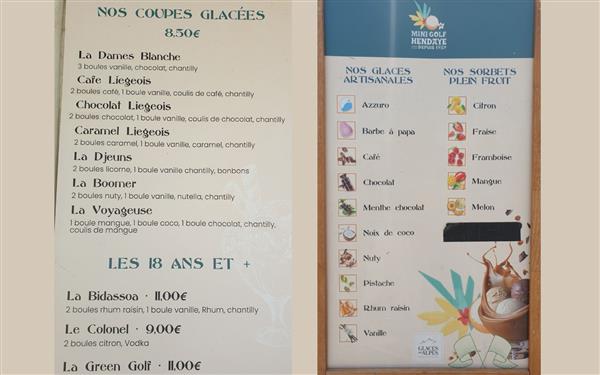 NOS COUPES GLACÉES
8.50€
La Dames Blanche
3 boules vanille, chocolat, chantilly
Cafe Liegeois
2 boules café, 1 boule vanille, coulis de café, chantilly
Chocolat Liegeois
2 boules chocolat, 1 boule vanille, coulis de chocolat, chantilly
Caramel Liegeois
2 boules caramel, 1 boule vanille, caramel, chantilly
La Djeuns
2 boules licorne, 1 boule vanille chantilly, bonbons
La Boomer
2 boules nuty, 1 boule vanille, nutella, chantilly
La Voyageuse
1 boule mangue, 1 boule coco, 1 boule chocolat, chantilly,
coulis de mangue
LES 18 ANS ET +
La Bidassoa · 11.00€
2 boules rhum raisin, 1 boule vanille, Rhum, chantilly
Le Colonel · 9.00€
2 boules citron, Vodka
La Green Golf · 11.00€
MINI GOLF
HENDAYE
DEPUIS 1957
NOS GLACES
ARTISANALES
Azzuro
Barbe à papa
Café
Chocolat
Menthe chocolat
Noix de coco
Nuty
Pistache
Rhum raisin
Vanille
NOS SORBETS
PLEIN FRUIT
Citron
Fraise
Framboise
Mangue
Melon
GLACES
DES ALPES